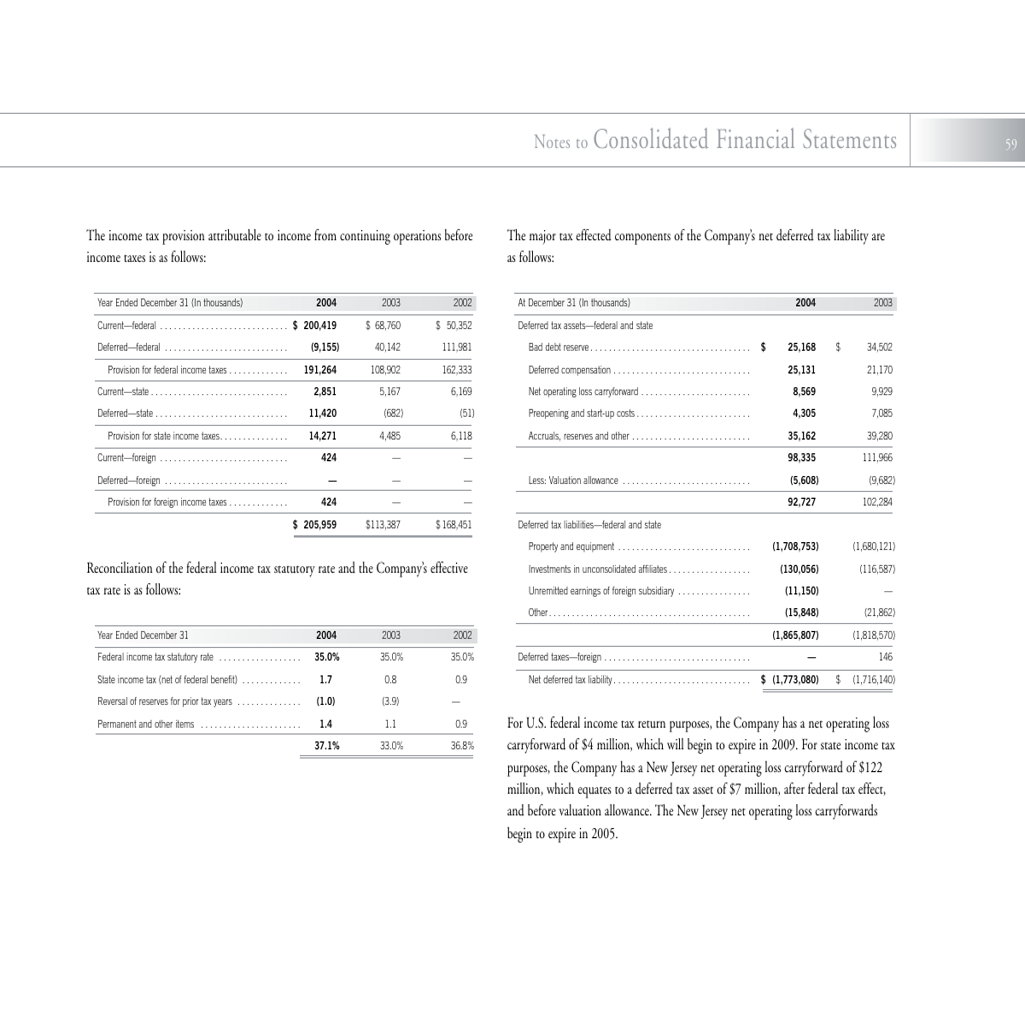 Notes to Consolidated Financial Statements
59
The income tax provision attributable to income from continuing operations before
income taxes is as follows:
Year Ended December 31 (In thousands) 2004 2003 2002
Current—federal $ 200,419 $ 68,760 $ 50,352
Deferred—federal (9,155) 40,142 111,981
Provision for federal income taxes 191,264 108,902 162,333
Current—state 2,851 5,167 6,169
Deferred—state 11,420 (682) (51)
Provision for state income taxes 14,271 4,485 6,118
Current—foreign 424 — —
Deferred—foreign — — —
Provision for foreign income taxes 424 — —
$ 205,959 $113,387 $168,451
Reconciliation of the federal income tax statutory rate and the Company's effective
tax rate is as follows:
Year Ended December 31 2004 2003 2002
Federal income tax statutory rate 35.0% 35.0% 35.0%
State income tax (net of federal benefit) 1.7 0.8 0.9
Reversal of reserves for prior tax years (1.0) (3.9) —
Permanent and other items 1.4 1.1 0.9
37.1% 33.0% 36.8%
The major tax effected components of the Company's net deferred tax liability are
as follows:
At December 31 (In thousands) 2004 2003
Deferred tax assets—federal and state
Bad debt reserve $ 25,168 $ 34,502
Deferred compensation 25,131 21,170
Net operating loss carryforward 8,569 9,929
Preopening and start-up costs 4,305 7,085
Accruals, reserves and other 35,162 39,280
98,335 111,966
Less: Valuation allowance (5,608) (9,682)
92,727 102,284
Deferred tax liabilities—federal and state
Property and equipment (1,708,753) (1,680,121)
Investments in unconsolidated affiliates (130,056) (116,587)
Unremitted earnings of foreign subsidiary (11,150) —
Other (15,848) (21,862)
(1,865,807) (1,818,570)
Deferred taxes—foreign — 146
Net deferred tax liability $ (1,773,080) $ (1,716,140)
For U.S. federal income tax return purposes, the Company has a net operating loss
carryforward of $4 million, which will begin to expire in 2009. For state income tax
purposes, the Company has a New Jersey net operating loss carryforward of $122
million, which equates to a deferred tax asset of $7 million, after federal tax effect,
and before valuation allowance. The New Jersey net operating loss carryforwards
begin to expire in 2005.